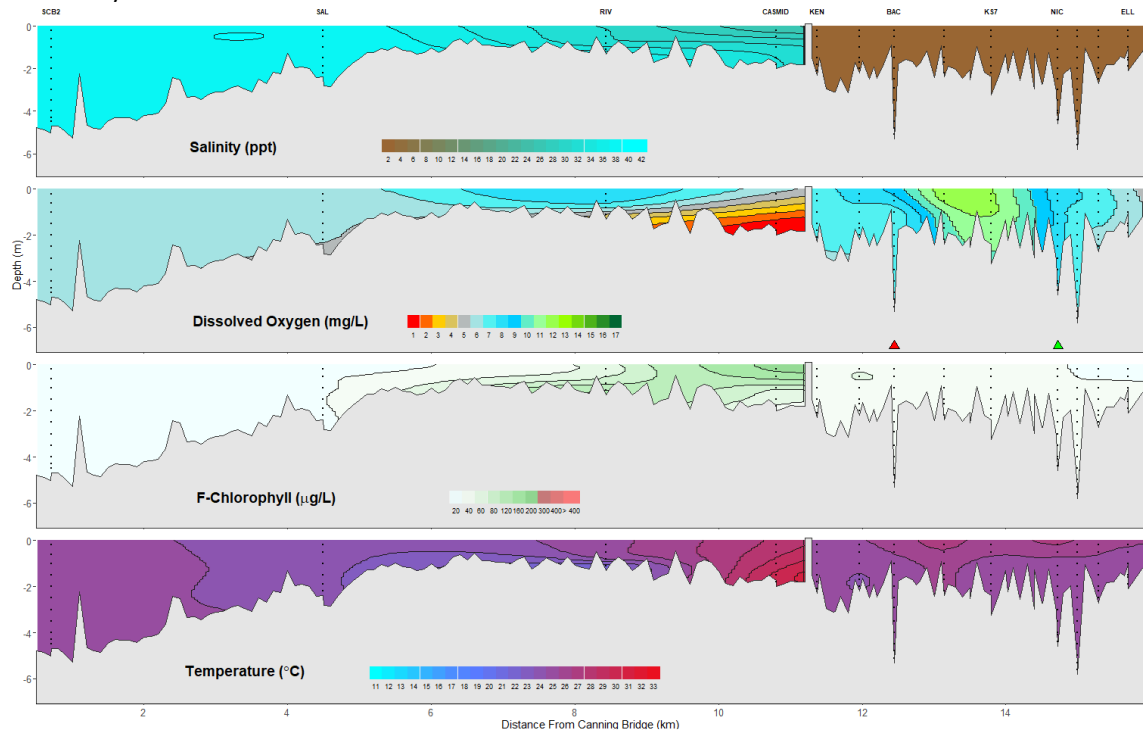 SCB2 SAL RIV CASMID KEN BAC KS7 NIC ELL
0
-2
-4
-6
Salinity (ppt)
2 4 6 8 10 12 14 16 18 20 22 24 26 28 30 32 34 36 38 40 42
0
-2
-4
-6
Dissolved Oxygen (mg/L)
1 2 3 4 5 6 7 8 9 10 11 12 13 14 15 16 17
Depth (m)
0
-2
-4
-6
F-Chlorophyll (µg/L)
20 40 60 80 120 160 200 300 400 > 400
0
-2
-4
-6
Temperature (°C)
11 12 13 14 15 16 17 18 19 20 21 22 23 24 25 26 27 28 29 30 31 32 33
2 4 6 8 10 12 14
Distance From Canning Bridge (km)